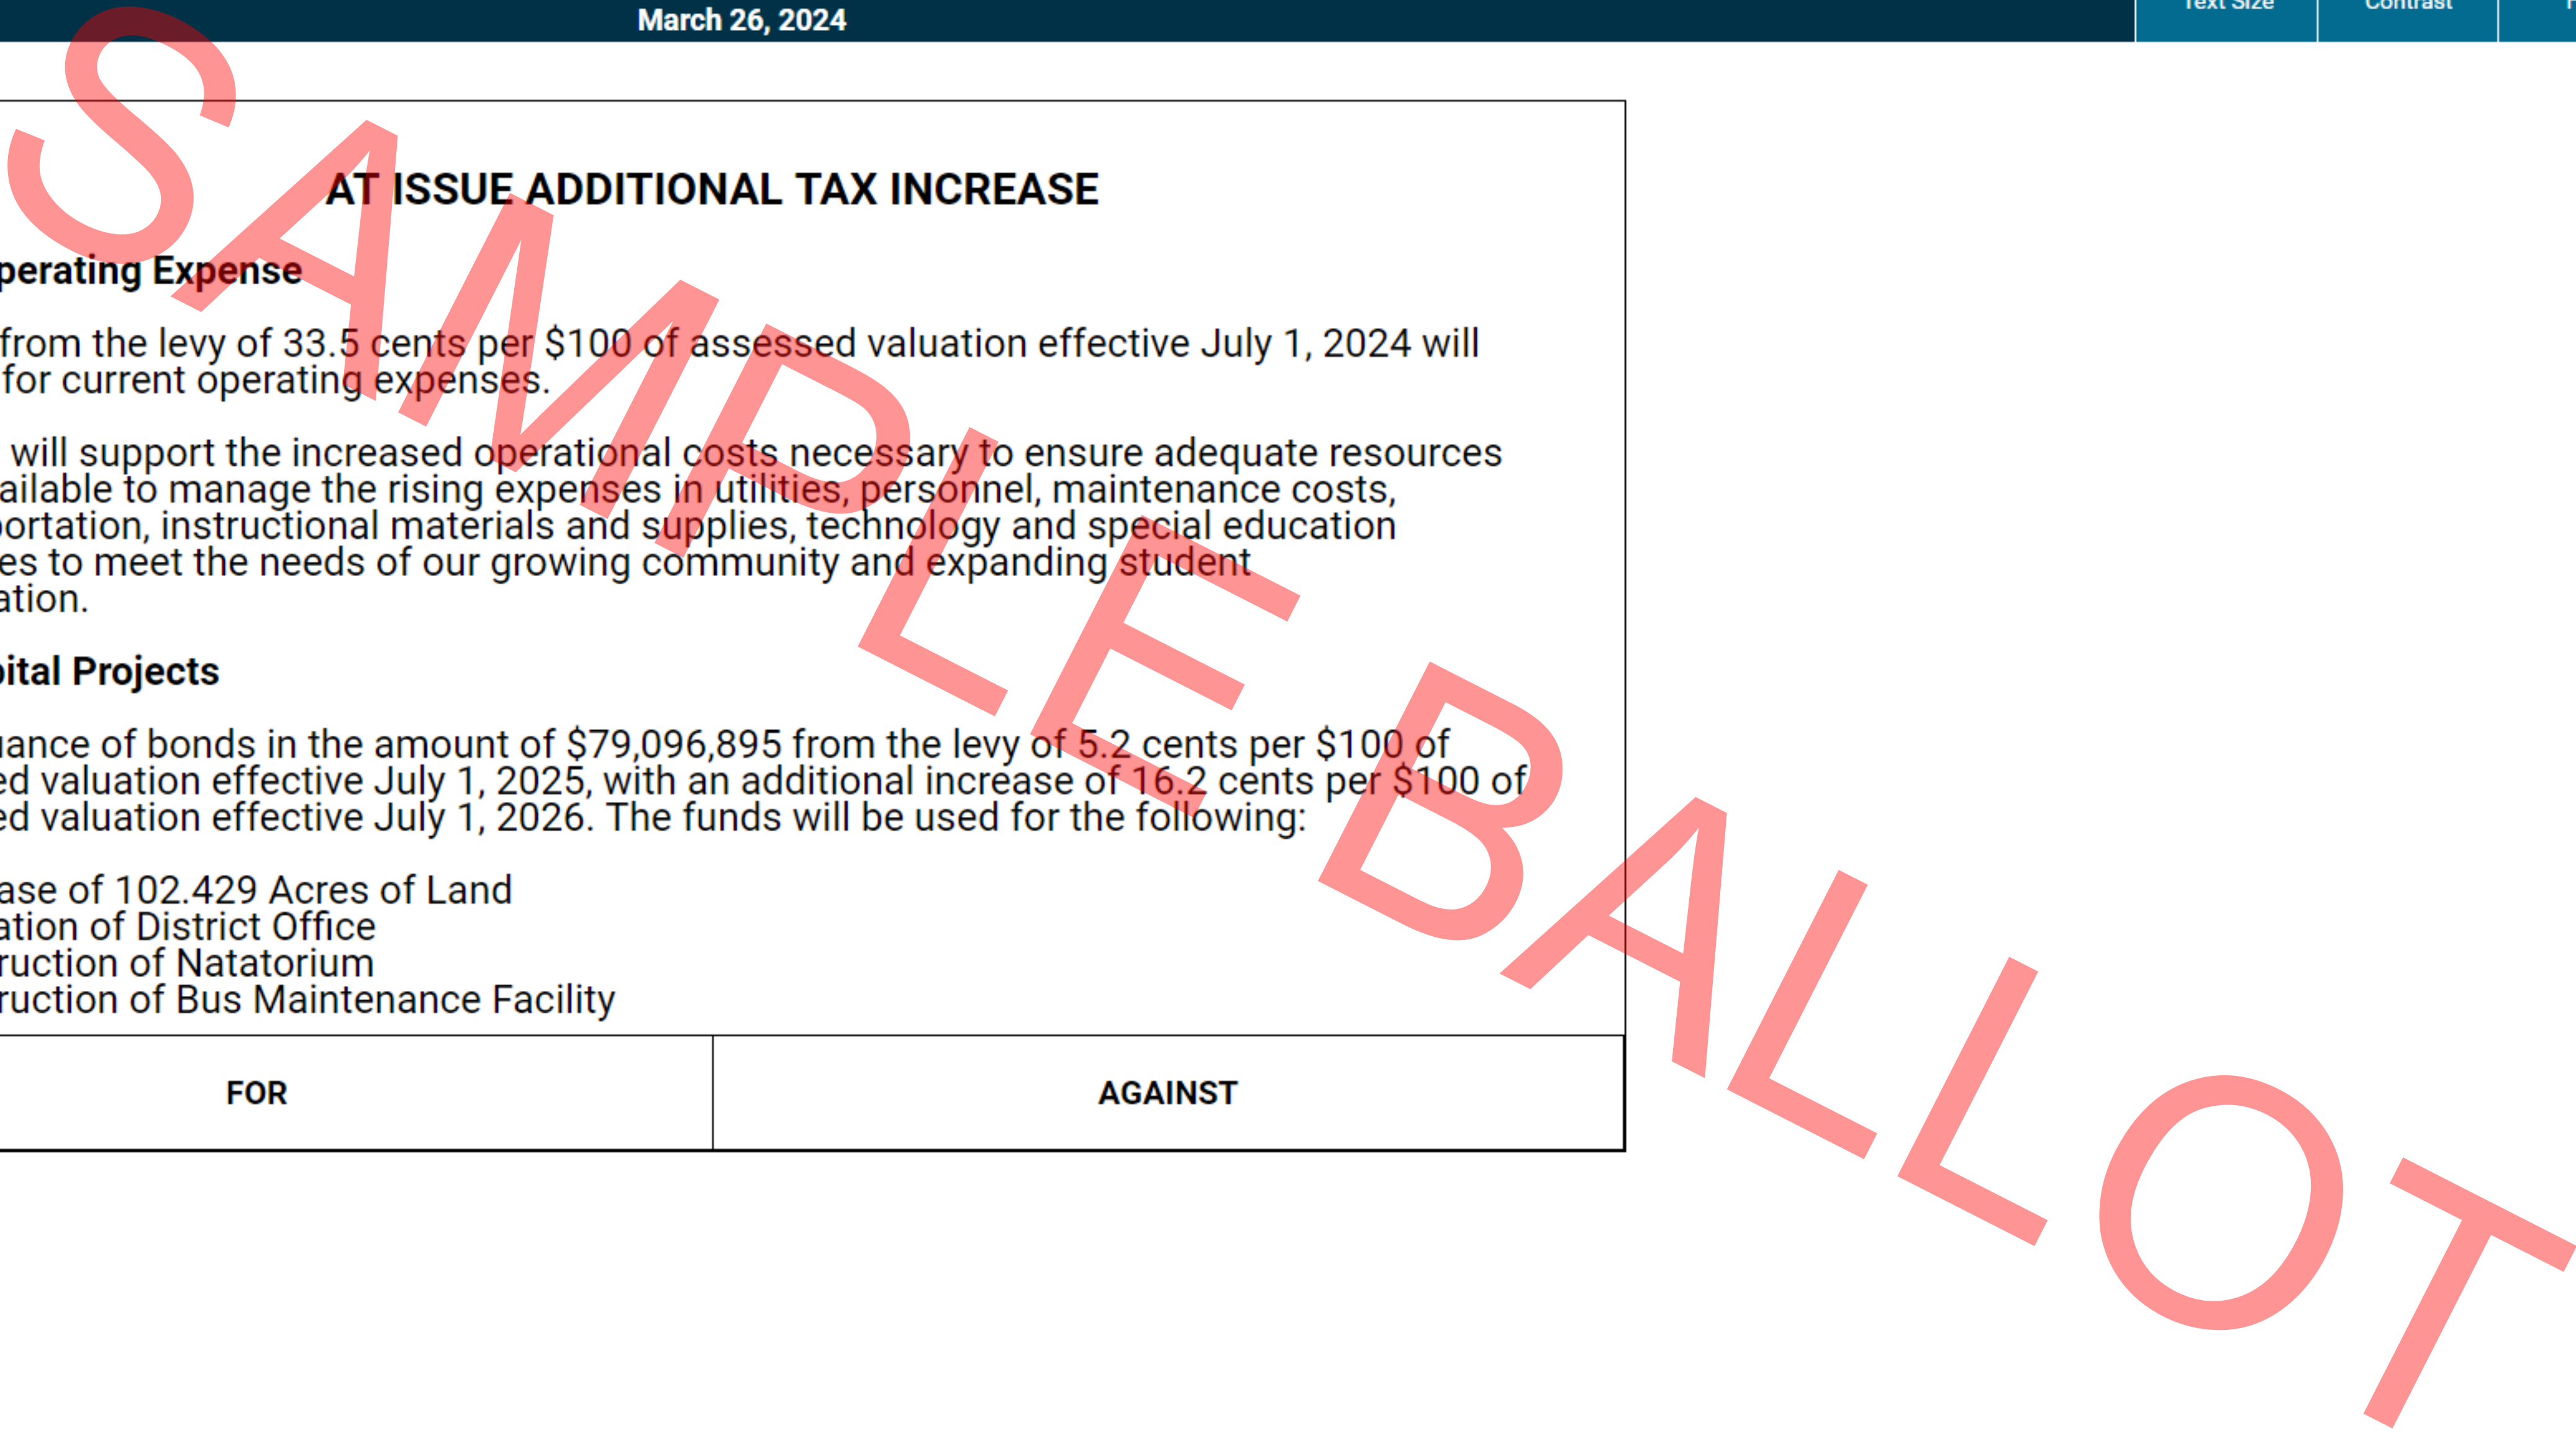 March 26, 2024
Text Size
Contrast
SAMPLE BALLOT
AT ISSUE ADDITIONAL TAX INCREASE
perating Expense
from the levy of 33.5 cents per $100 of assessed valuation effective July 1, 2024 will
for current operating expenses.
will support the increased operational costs necessary to ensure adequate resources
ailable to manage the rising expenses in utilities, personnel, maintenance costs,
portation, instructional materials and supplies, technology and special education
es to meet the needs of our growing community and expanding student
ation.
pital Projects
uance of bonds in the amount of $79,096,895 from the levy of 5.2 cents per $100 of
ed valuation effective July 1, 2025, with an additional increase of 16.2 cents per $100 of
ed valuation effective July 1, 2026. The funds will be used for the following:
ase of 102.429 Acres of Land
ation of District Office
ruction of Natatorium
ruction of Bus Maintenance Facility
FOR
AGAINST